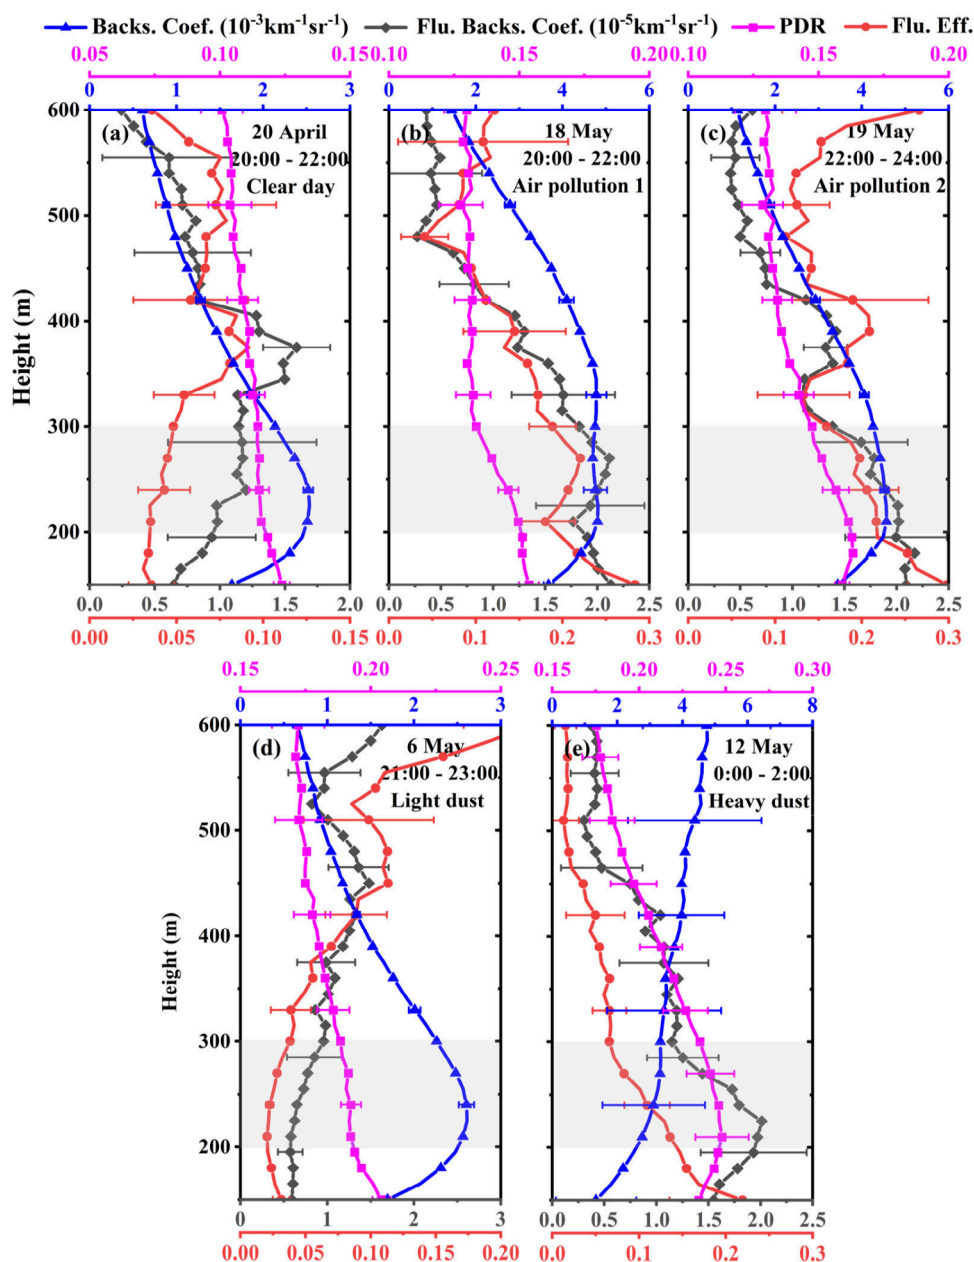 Backs. Coef. (10⁻³km⁻¹sr⁻¹) Flu. Backs. Coef. (10⁻⁵km⁻¹sr⁻¹) PDR Flu. Eff.
0.05 0.10 0.15 0.10 0.15 0.20 0.10 0.15 0.20
0 1 2 3 0 2 4 6 0 2 4 6
600
(a) 20 April (b) 18 May (c) 19 May
20:00 - 22:00 20:00 - 22:00 22:00 - 24:00
Clear day Air pollution 1 Air pollution 2
500
400
Height (m)
300
200
0.0 0.5 1.0 1.5 2.0 0.0 0.5 1.0 1.5 2.0 2.5 0.0 0.5 1.0 1.5 2.0 2.5
0.00 0.05 0.10 0.15 0.0 0.1 0.2 0.3 0.0 0.1 0.2 0.3
0.15 0.20 0.25 0.15 0.20 0.25 0.30
0 1 2 3 0 2 4 6 8
600
(d) 6 May (e) 12 May
21:00 - 23:00 0:00 - 2:00
Light dust Heavy dust
500
400
Height (m)
300
200
0 1 2 3 0.0 0.5 1.0 1.5 2.0 2.5
0.00 0.05 0.10 0.15 0.20 0.0 0.1 0.2 0.3